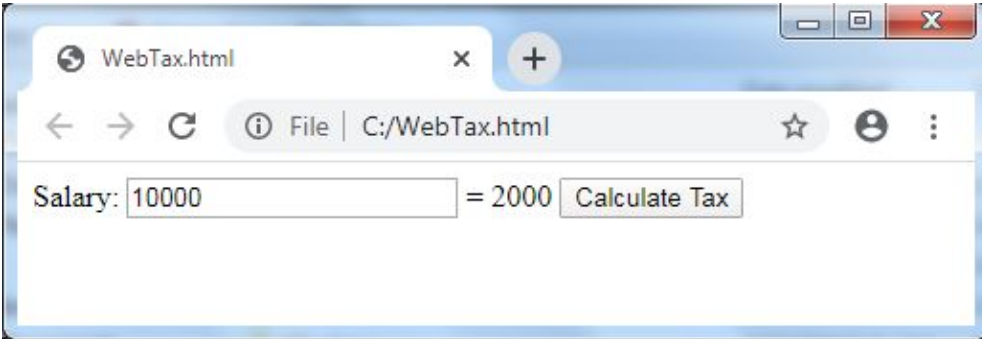 WebTax.html
File | C:/WebTax.html
Salary: 10000 = 2000 Calculate Tax